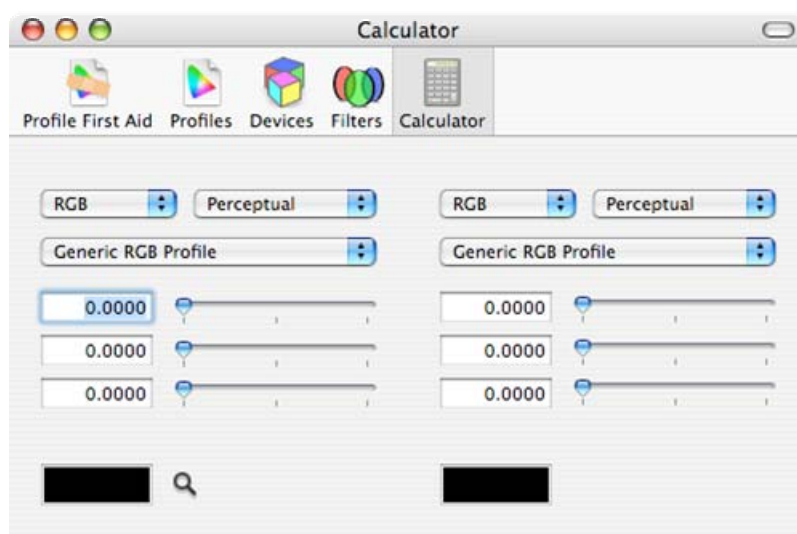 Calculator
Profile First Aid Profiles Devices Filters Calculator
RGB Perceptual RGB Perceptual
Generic RGB Profile Generic RGB Profile
0.0000 0.0000
0.0000 0.0000
0.0000 0.0000